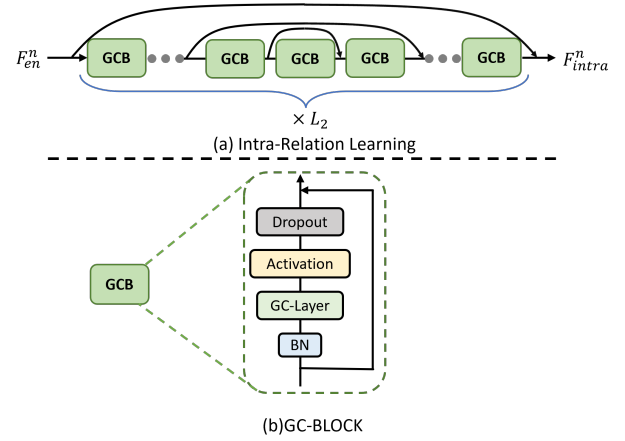 F^n_en GCB GCB GCB GCB GCB F^n_intra
× L_2
(a) Intra-Relation Learning
Dropout
Activation
GCB
GC-Layer
BN
(b)GC-BLOCK